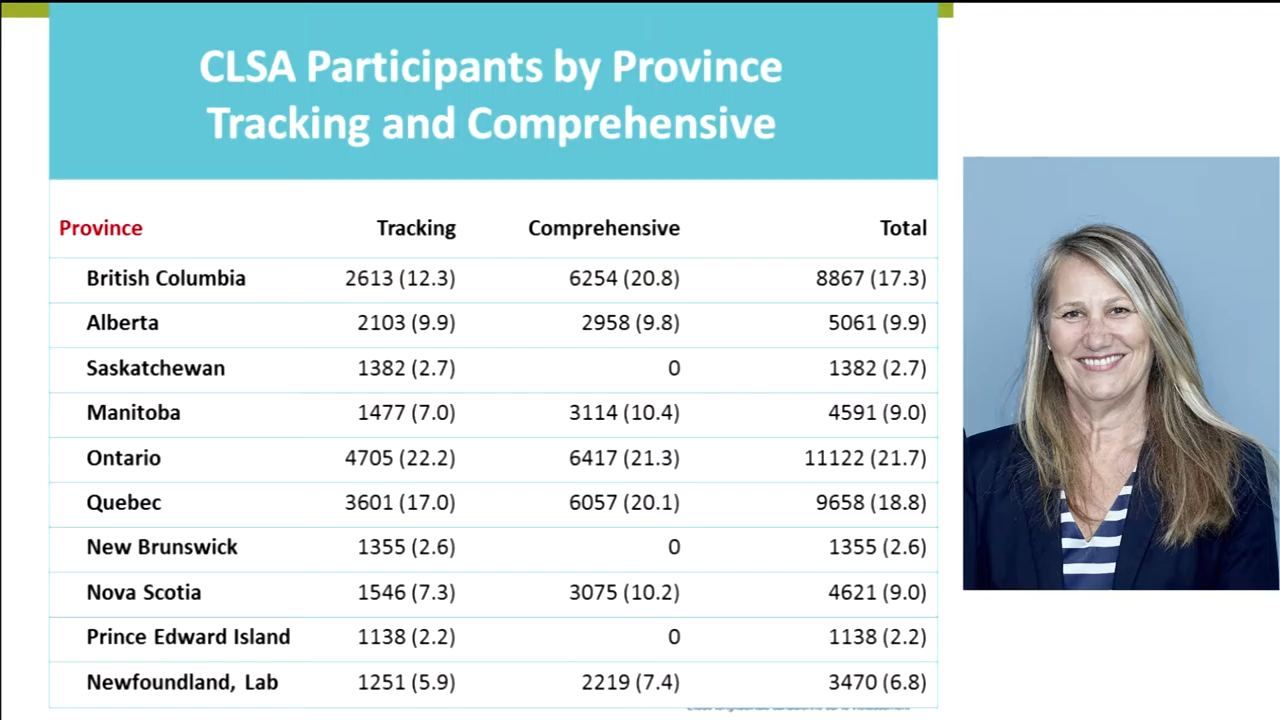 CLSA Participants by Province
Tracking and Comprehensive
Province Tracking Comprehensive Total
British Columbia 2613 (12.3) 6254 (20.8) 8867 (17.3)
Alberta 2103 (9.9) 2958 (9.8) 5061 (9.9)
Saskatchewan 1382 (2.7) 0 1382 (2.7)
Manitoba 1477 (7.0) 3114 (10.4) 4591 (9.0)
Ontario 4705 (22.2) 6417 (21.3) 11122 (21.7)
Quebec 3601 (17.0) 6057 (20.1) 9658 (18.8)
New Brunswick 1355 (2.6) 0 1355 (2.6)
Nova Scotia 1546 (7.3) 3075 (10.2) 4621 (9.0)
Prince Edward Island 1138 (2.2) 0 1138 (2.2)
Newfoundland, Lab 1251 (5.9) 2219 (7.4) 3470 (6.8)